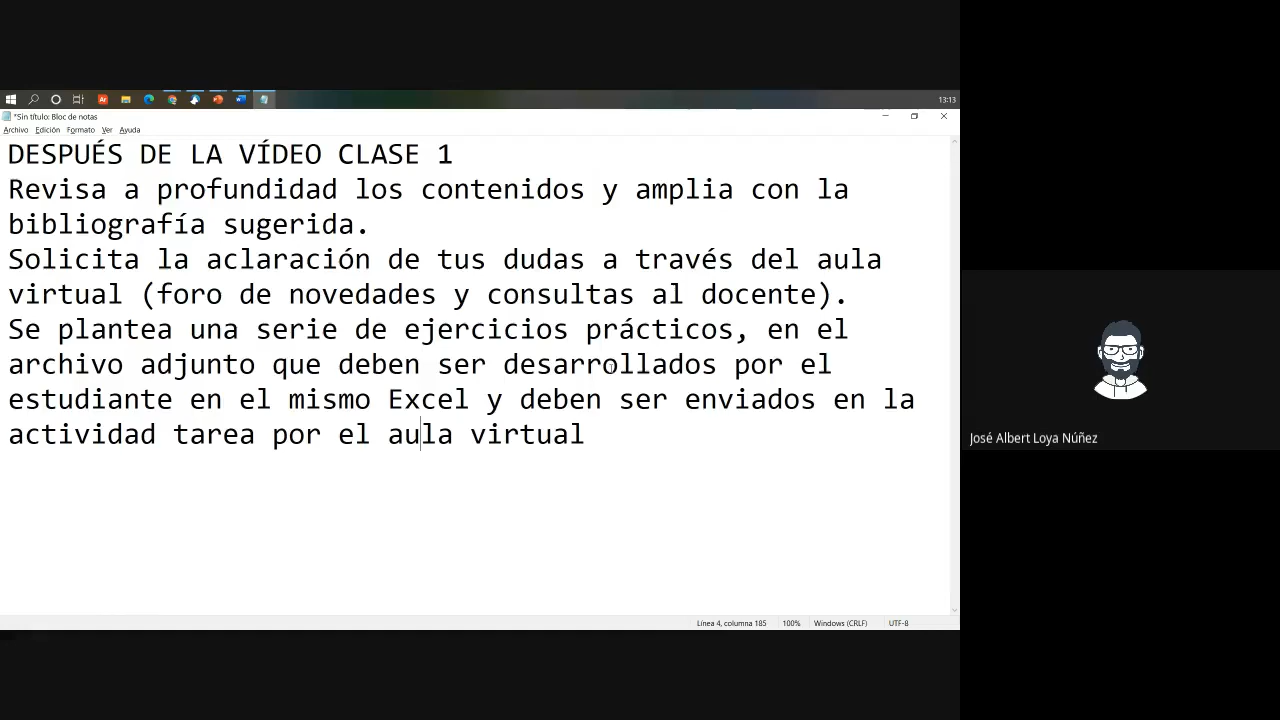 13:13
*Sin título: Bloc de notas
Archivo Edición Formato Ver Ayuda
DESPUÉS DE LA VÍDEO CLASE 1
Revisa a profundidad los contenidos y amplia con la
bibliografía sugerida.
Solicita la aclaración de tus dudas a través del aula
virtual (foro de novedades y consultas al docente).
Se plantea una serie de ejercicios prácticos, en el
archivo adjunto que deben ser desarrollados por el
estudiante en el mismo Excel y deben ser enviados en la
actividad tarea por el aula virtual
José Albert Loya Núñez
Línea 4, columna 185 100% Windows (CRLF) UTF-8